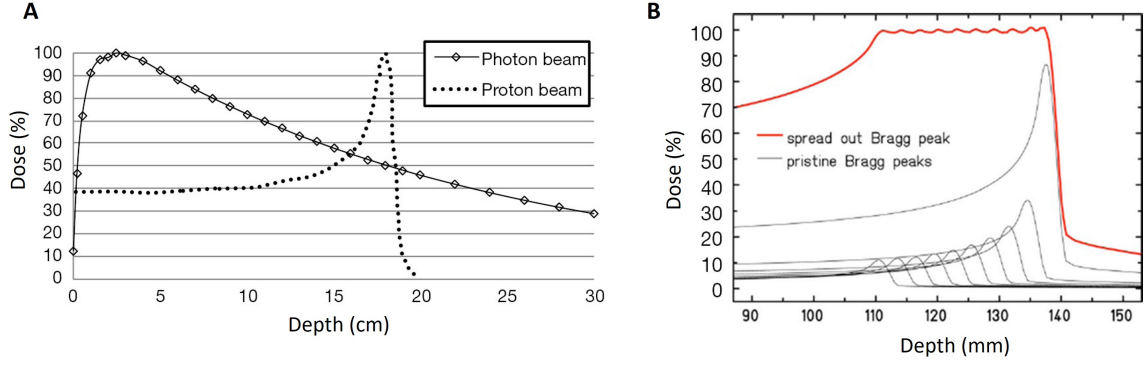 A
100
90
80
70
60
50
40
30
20
10
0
Dose (%)
0 5 10 15 20 25 30
Depth (cm)
Photon beam
Proton beam
B
100
90
80
70
60
50
40
30
20
10
0
Dose (%)
spread out Bragg peak
pristine Bragg peaks
90 100 110 120 130 140 150
Depth (mm)